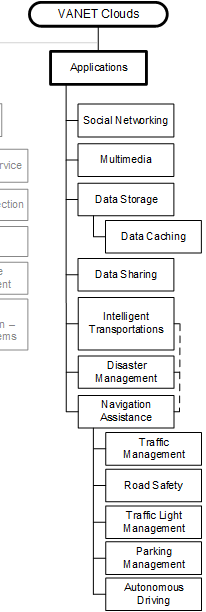 VANET Clouds
Applications
Social Networking
Multimedia
Data Storage
Data Caching
Data Sharing
Intelligent
Transportations
Disaster
Management
Navigation
Assistance
Traffic
Management
Road Safety
Traffic Light
Management
Parking
Management
Autonomous
Driving